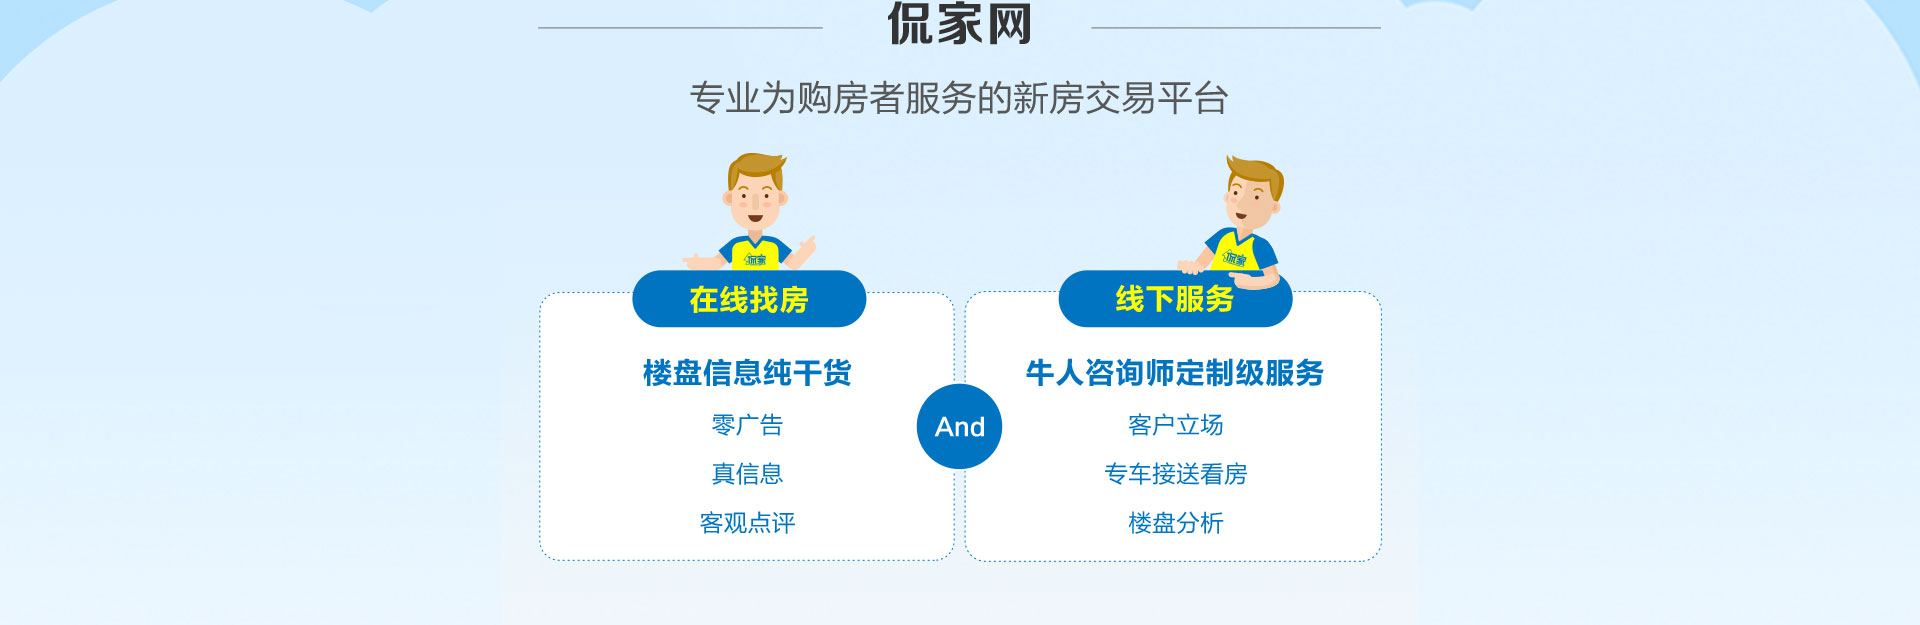 侃家网
专业为购房者服务的新房交易平台
侃家
侃家
在线找房
线下服务
楼盘信息纯干货
零广告
真信息
客观点评
And
牛人咨询师定制级服务
客户立场
专车接送看房
楼盘分析